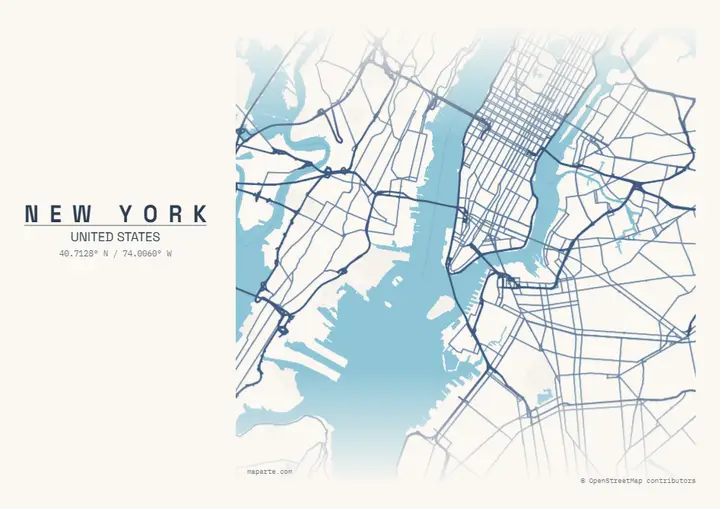 NEW YORK
UNITED STATES
40.7128° N / 74.0060° W
maparte.com
© OpenStreetMap contributors